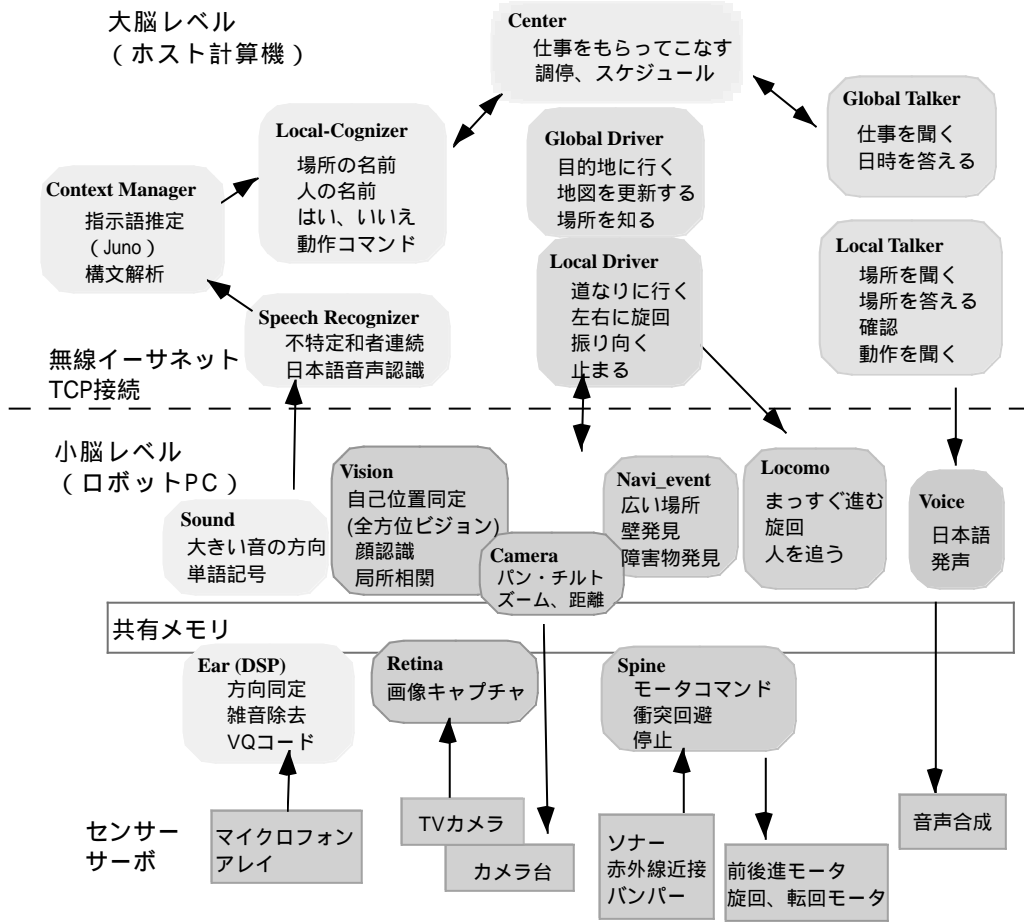 大脳レベル
（ホスト計算機）
Center
仕事をもらってこなす
調停、スケジュール
Global Talker
仕事を聞く
日時を答える
Local-Cognizer
場所の名前
人の名前
はい、いいえ
動作コマンド
Global Driver
目的地に行く
地図を更新する
場所を知る
Context Manager
指示語推定
（Juno）
構文解析
Local Driver
道なりに行く
左右に旋回
振り向く
止まる
Local Talker
場所を聞く
場所を答える
確認
動作を聞く
Speech Recognizer
不特定和者連続
日本語音声認識
無線イーサネット
TCP接続
小脳レベル
（ロボットPC）
Sound
大きい音の方向
単語記号
Vision
自己位置同定
(全方位ビジョン)
顔認識
局所相関
Camera
パン・チルト
ズーム、距離
Navi_event
広い場所
壁発見
障害物発見
Locomo
まっすぐ進む
旋回
人を追う
Voice
日本語
発声
共有メモリ
Ear (DSP)
方向同定
雑音除去
VQコード
Retina
画像キャプチャ
Spine
モータコマンド
衝突回避
停止
センサー
サーボ
マイクロフォン
アレイ
TVカメラ
カメラ台
ソナー
赤外線近接
バンパー
前後進モータ
旋回、転回モータ
音声合成